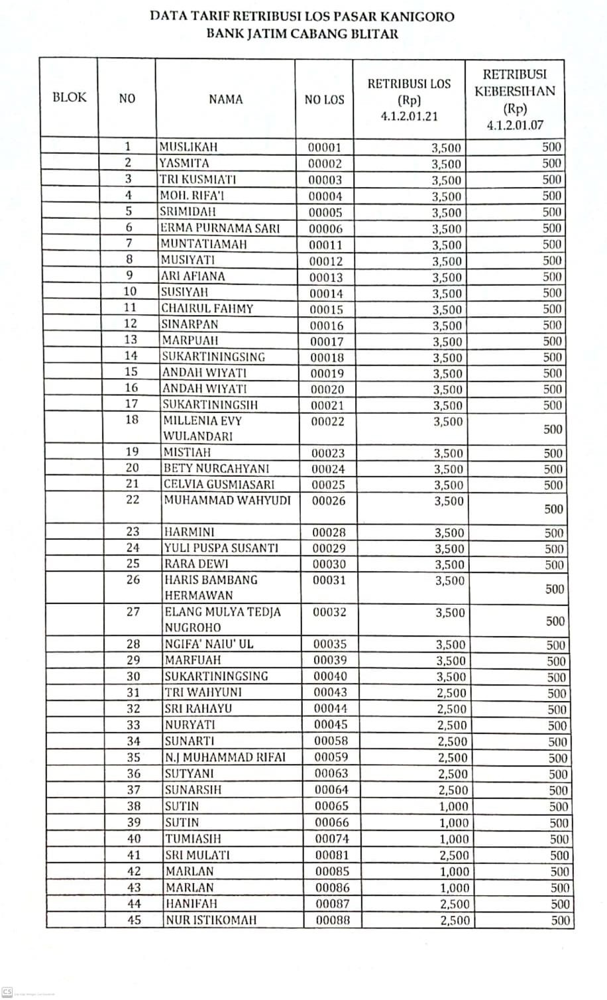 DATA TARIF RETRIBUSI LOS PASAR KANIGORO
BANK JATIM CABANG BLITAR
BLOK NO NAMA NO LOS RETRIBUSI LOS (Rp) 4.1.2.01.21 RETRIBUSI KEBERSIHAN (Rp) 4.1.2.01.07
1 MUSLIKAH 00001 3,500 500
2 YASMITA 00002 3,500 500
3 TRI KUSMIATI 00003 3,500 500
4 MOH. RIFA'I 00004 3,500 500
5 SRIMIDAH 00005 3,500 500
6 ERMA PURNAMA SARI 00006 3,500 500
7 MUNTATIAMAH 00011 3,500 500
8 MUSIYATI 00012 3,500 500
9 ARI AFIANA 00013 3,500 500
10 SUSIYAH 00014 3,500 500
11 CHAIRUL FAHMY 00015 3,500 500
12 SINARPAN 00016 3,500 500
13 MARPUAH 00017 3,500 500
14 SUKARTININGSING 00018 3,500 500
15 ANDAH WIYATI 00019 3,500 500
16 ANDAH WIYATI 00020 3,500 500
17 SUKARTININGSIH 00021 3,500 500
18 MILLENIA EVY WULANDARI 00022 3,500 500
19 MISTIAH 00023 3,500 500
20 BETY NURCAHYANI 00024 3,500 500
21 CELVIA GUSMIASARI 00025 3,500 500
22 MUHAMMAD WAHYUDI 00026 3,500 500
23 HARMINI 00028 3,500 500
24 YULI PUSPA SUSANTI 00029 3,500 500
25 RARA DEWI 00030 3,500 500
26 HARIS BAMBANG HERMAWAN 00031 3,500 500
27 ELANG MULYA TEDJA NUGROHO 00032 3,500 500
28 NGIFA' NAIU' UL 00035 3,500 500
29 MARFUAH 00039 3,500 500
30 SUKARTININGSING 00040 3,500 500
31 TRI WAHYUNI 00043 2,500 500
32 SRI RAHAYU 00044 2,500 500
33 NURYATI 00045 2,500 500
34 SUNARTI 00058 2,500 500
35 N.J MUHAMMAD RIFAI 00059 2,500 500
36 SUTYANI 00063 2,500 500
37 SUNARSIH 00064 2,500 500
38 SUTIN 00065 1,000 500
39 SUTIN 00066 1,000 500
40 TUMIASIH 00074 1,000 500
41 SRI MULATI 00081 2,500 500
42 MARLAN 00085 1,000 500
43 MARLAN 00086 1,000 500
44 HANIFAH 00087 2,500 500
45 NUR ISTIKOMAH 00088 2,500 500
CS